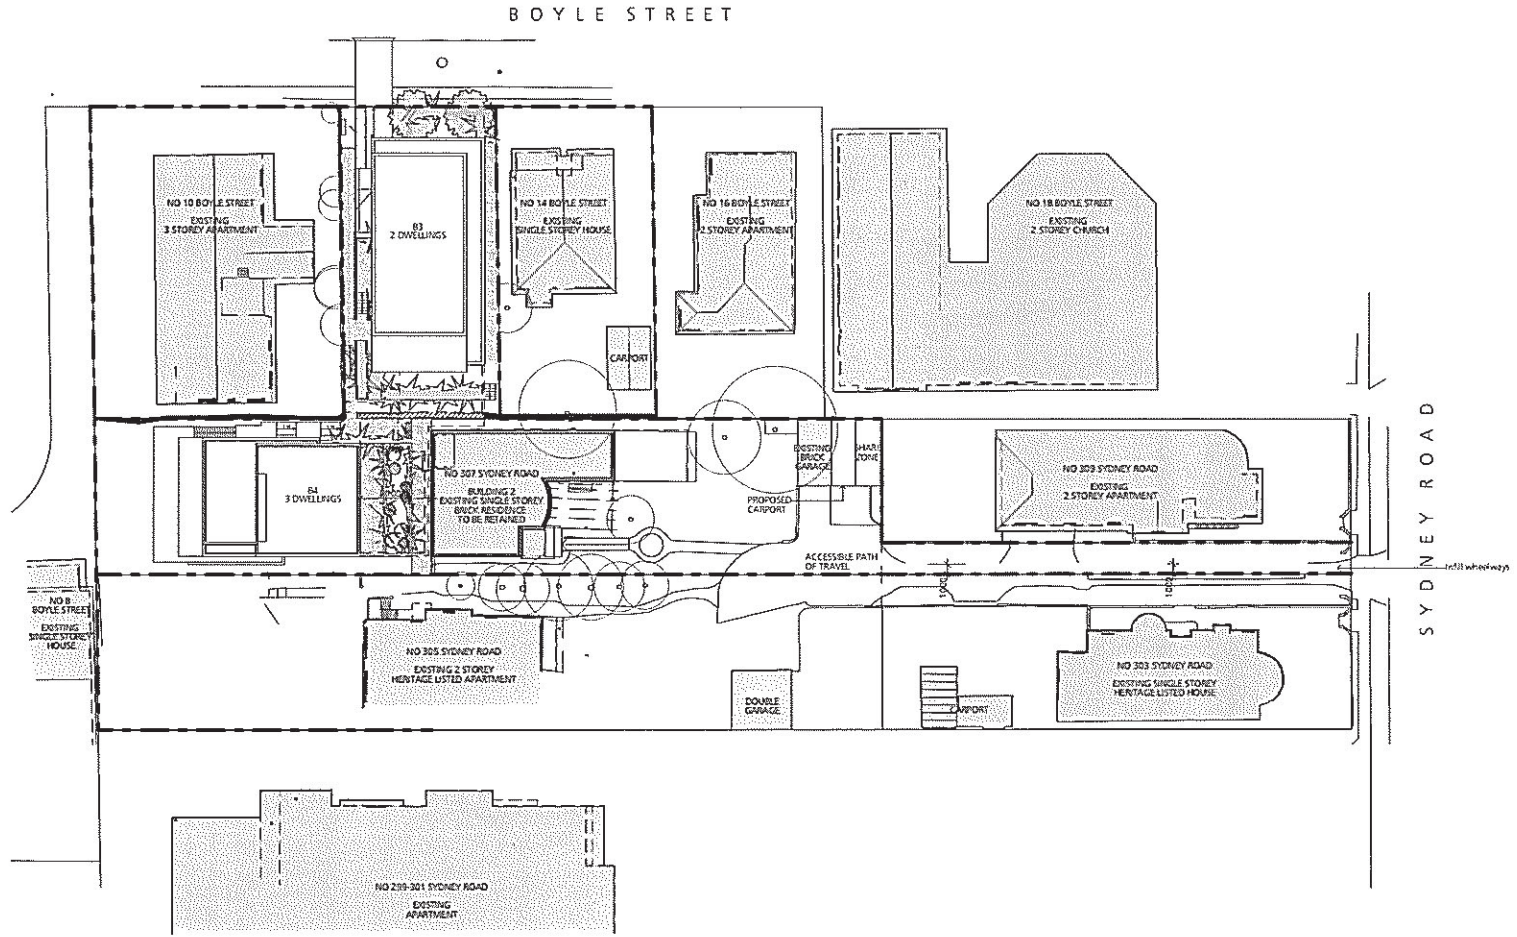 BOYLE STREET
NO 10 BOYLE STREET
EXISTING
3 STOREY APARTMENT
B3
2 DWELLINGS
NO 14 BOYLE STREET
EXISTING
SINGLE STOREY HOUSE
NO 16 BOYLE STREET
EXISTING
2 STOREY APARTMENT
NO 18 BOYLE STREET
EXISTING
2 STOREY CHURCH
CARPORT
SYDNEY ROAD
B4
3 DWELLINGS
NO 307 SYDNEY ROAD
BUILDING 2
EXISTING SINGLE STOREY
BRICK RESIDENCE
TO BE RETAINED
EXISTING
BRICK
GARAGE
SHARE
ZONE
PROPOSED
CARPORT
NO 309 SYDNEY ROAD
EXISTING
2 STOREY APARTMENT
ACCESSIBLE PATH
OF TRAVEL
1000
1000
Infill wheelways
NO 8
BOYLE STREET
EXISTING
SINGLE STOREY
HOUSE
NO 305 SYDNEY ROAD
EXISTING 2 STOREY
HERITAGE LISTED APARTMENT
DOUBLE
GARAGE
CARPORT
NO 303 SYDNEY ROAD
EXISTING SINGLE STOREY
HERITAGE LISTED HOUSE
NO 299-301 SYDNEY ROAD
EXISTING
APARTMENT